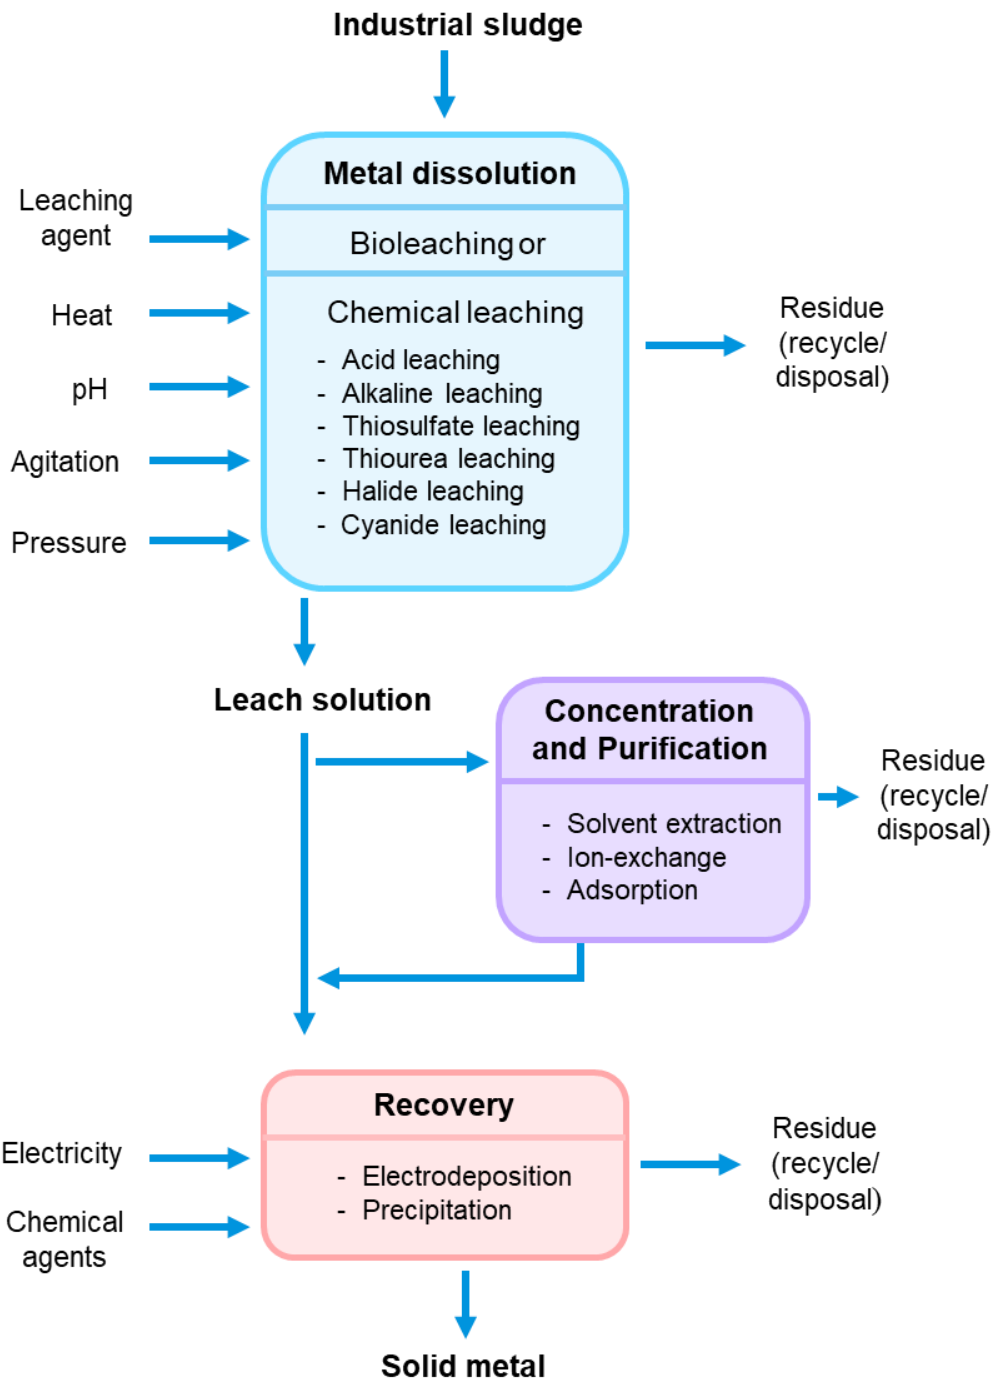 Industrial sludge
Metal dissolution
Leaching
agent
Bioleaching or
Heat
Chemical leaching
Residue
(recycle/
disposal)
- Acid leaching
pH
- Alkaline leaching
- Thiosulfate leaching
Agitation
- Thiourea leaching
- Halide leaching
Pressure
- Cyanide leaching
Leach solution
Concentration
and Purification
Residue
(recycle/
disposal)
- Solvent extraction
- Ion-exchange
- Adsorption
Recovery
Electricity
- Electrodeposition
- Precipitation
Residue
(recycle/
disposal)
Chemical
agents
Solid metal